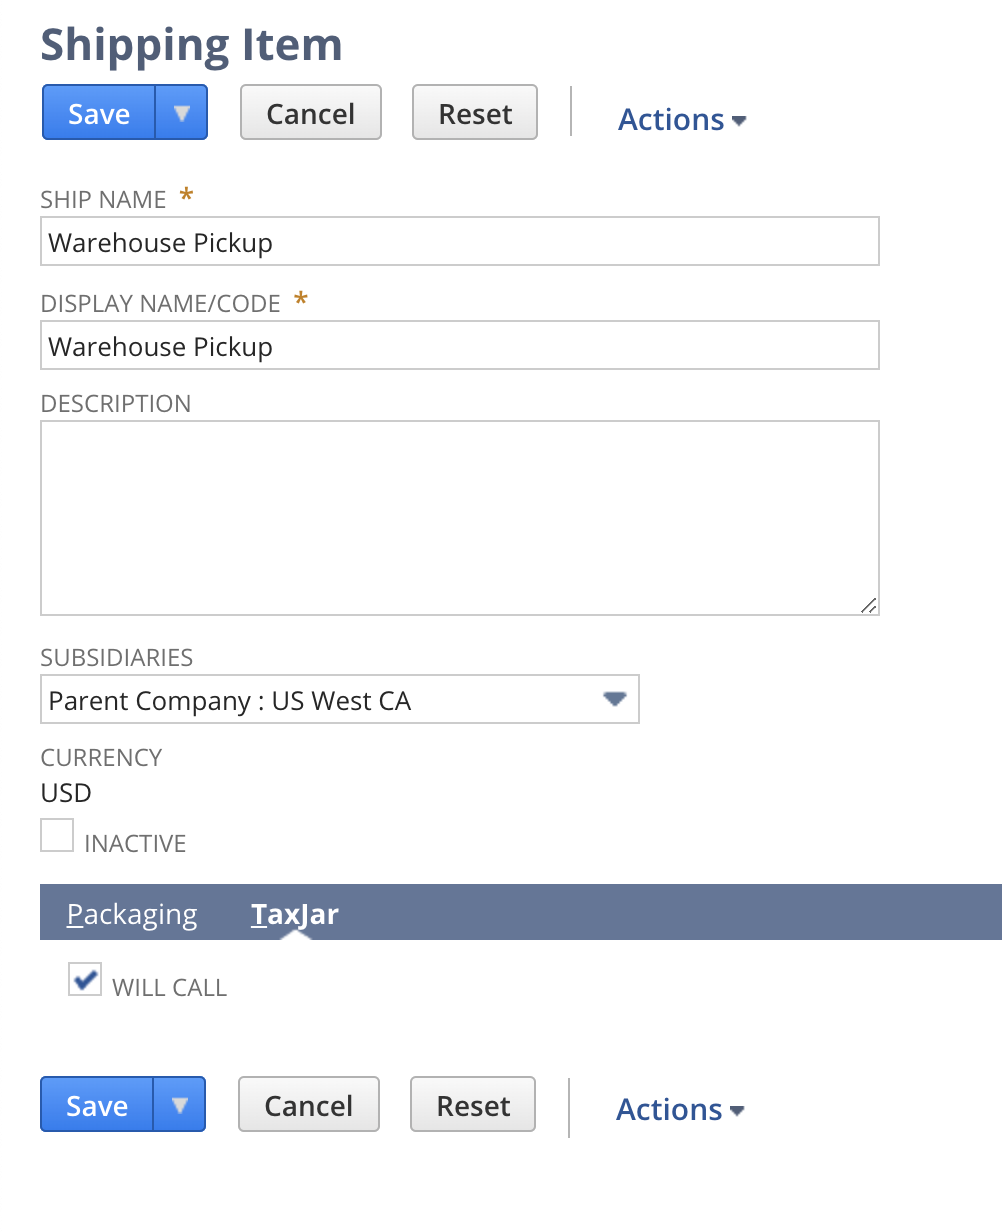 Shipping Item
Save Cancel Reset Actions
SHIP NAME *
Warehouse Pickup
DISPLAY NAME/CODE *
Warehouse Pickup
DESCRIPTION
SUBSIDIARIES
Parent Company : US West CA
CURRENCY
USD
INACTIVE
Packaging TaxJar
WILL CALL
Save Cancel Reset Actions